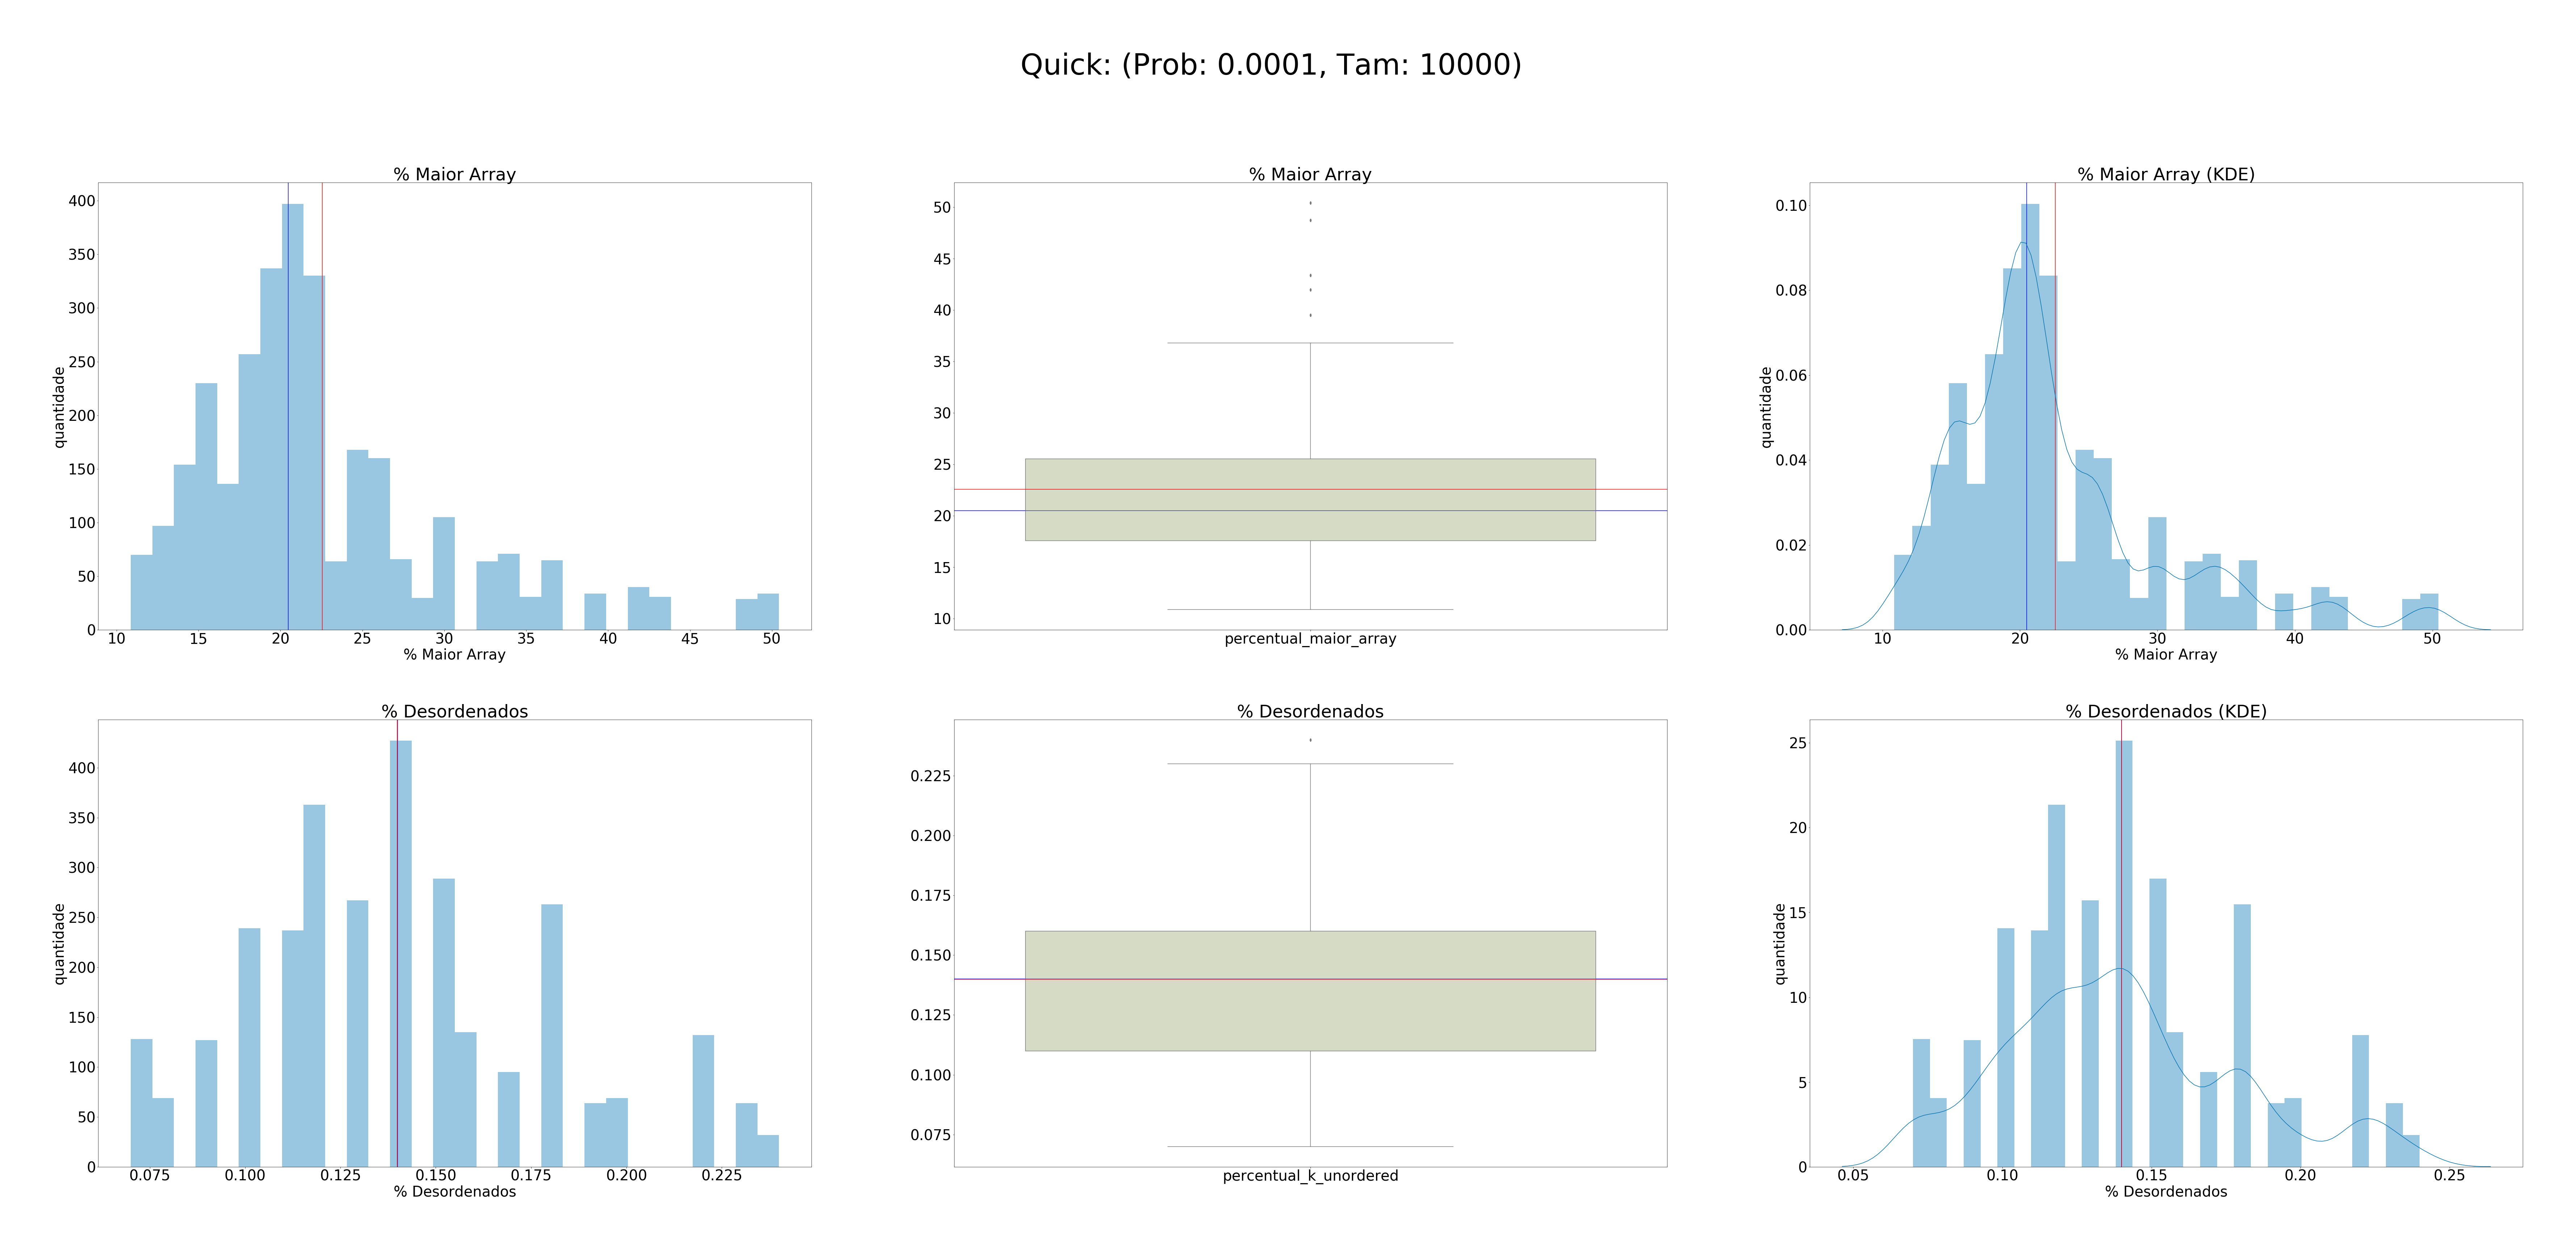 Quick: (Prob: 0.0001, Tam: 10000)
% Maior Array
400
350
300
250
200
150
100
50
0
quantidade
10 15 20 25 30 35 40 45 50
% Maior Array
% Maior Array
50
45
40
35
30
25
20
15
10
percentual_maior_array
% Maior Array (KDE)
0.10
0.08
0.06
0.04
0.02
0.00
quantidade
10 20 30 40 50
% Maior Array
% Desordenados
400
350
300
250
200
150
100
50
0
quantidade
0.075 0.100 0.125 0.150 0.175 0.200 0.225
% Desordenados
% Desordenados
0.225
0.200
0.175
0.150
0.125
0.100
0.075
percentual_k_unordered
% Desordenados (KDE)
25
20
15
10
5
0
quantidade
0.05 0.10 0.15 0.20 0.25
% Desordenados